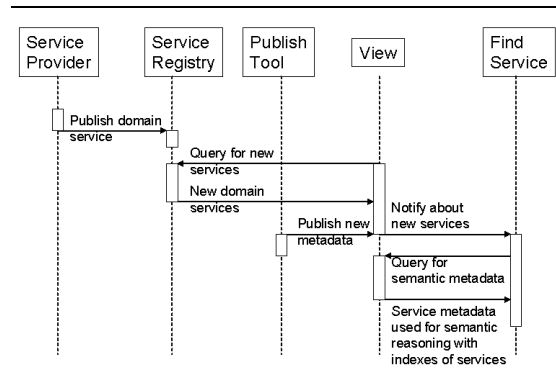 Service
Provider
Service
Registry
Publish
Tool
View
Find
Service
Publish domain
service
Query for new
services
New domain
services
Notify about
new services
Publish new
metadata
Query for
semantic metadata
Service metadata
used for semantic
reasoning with
indexes of services